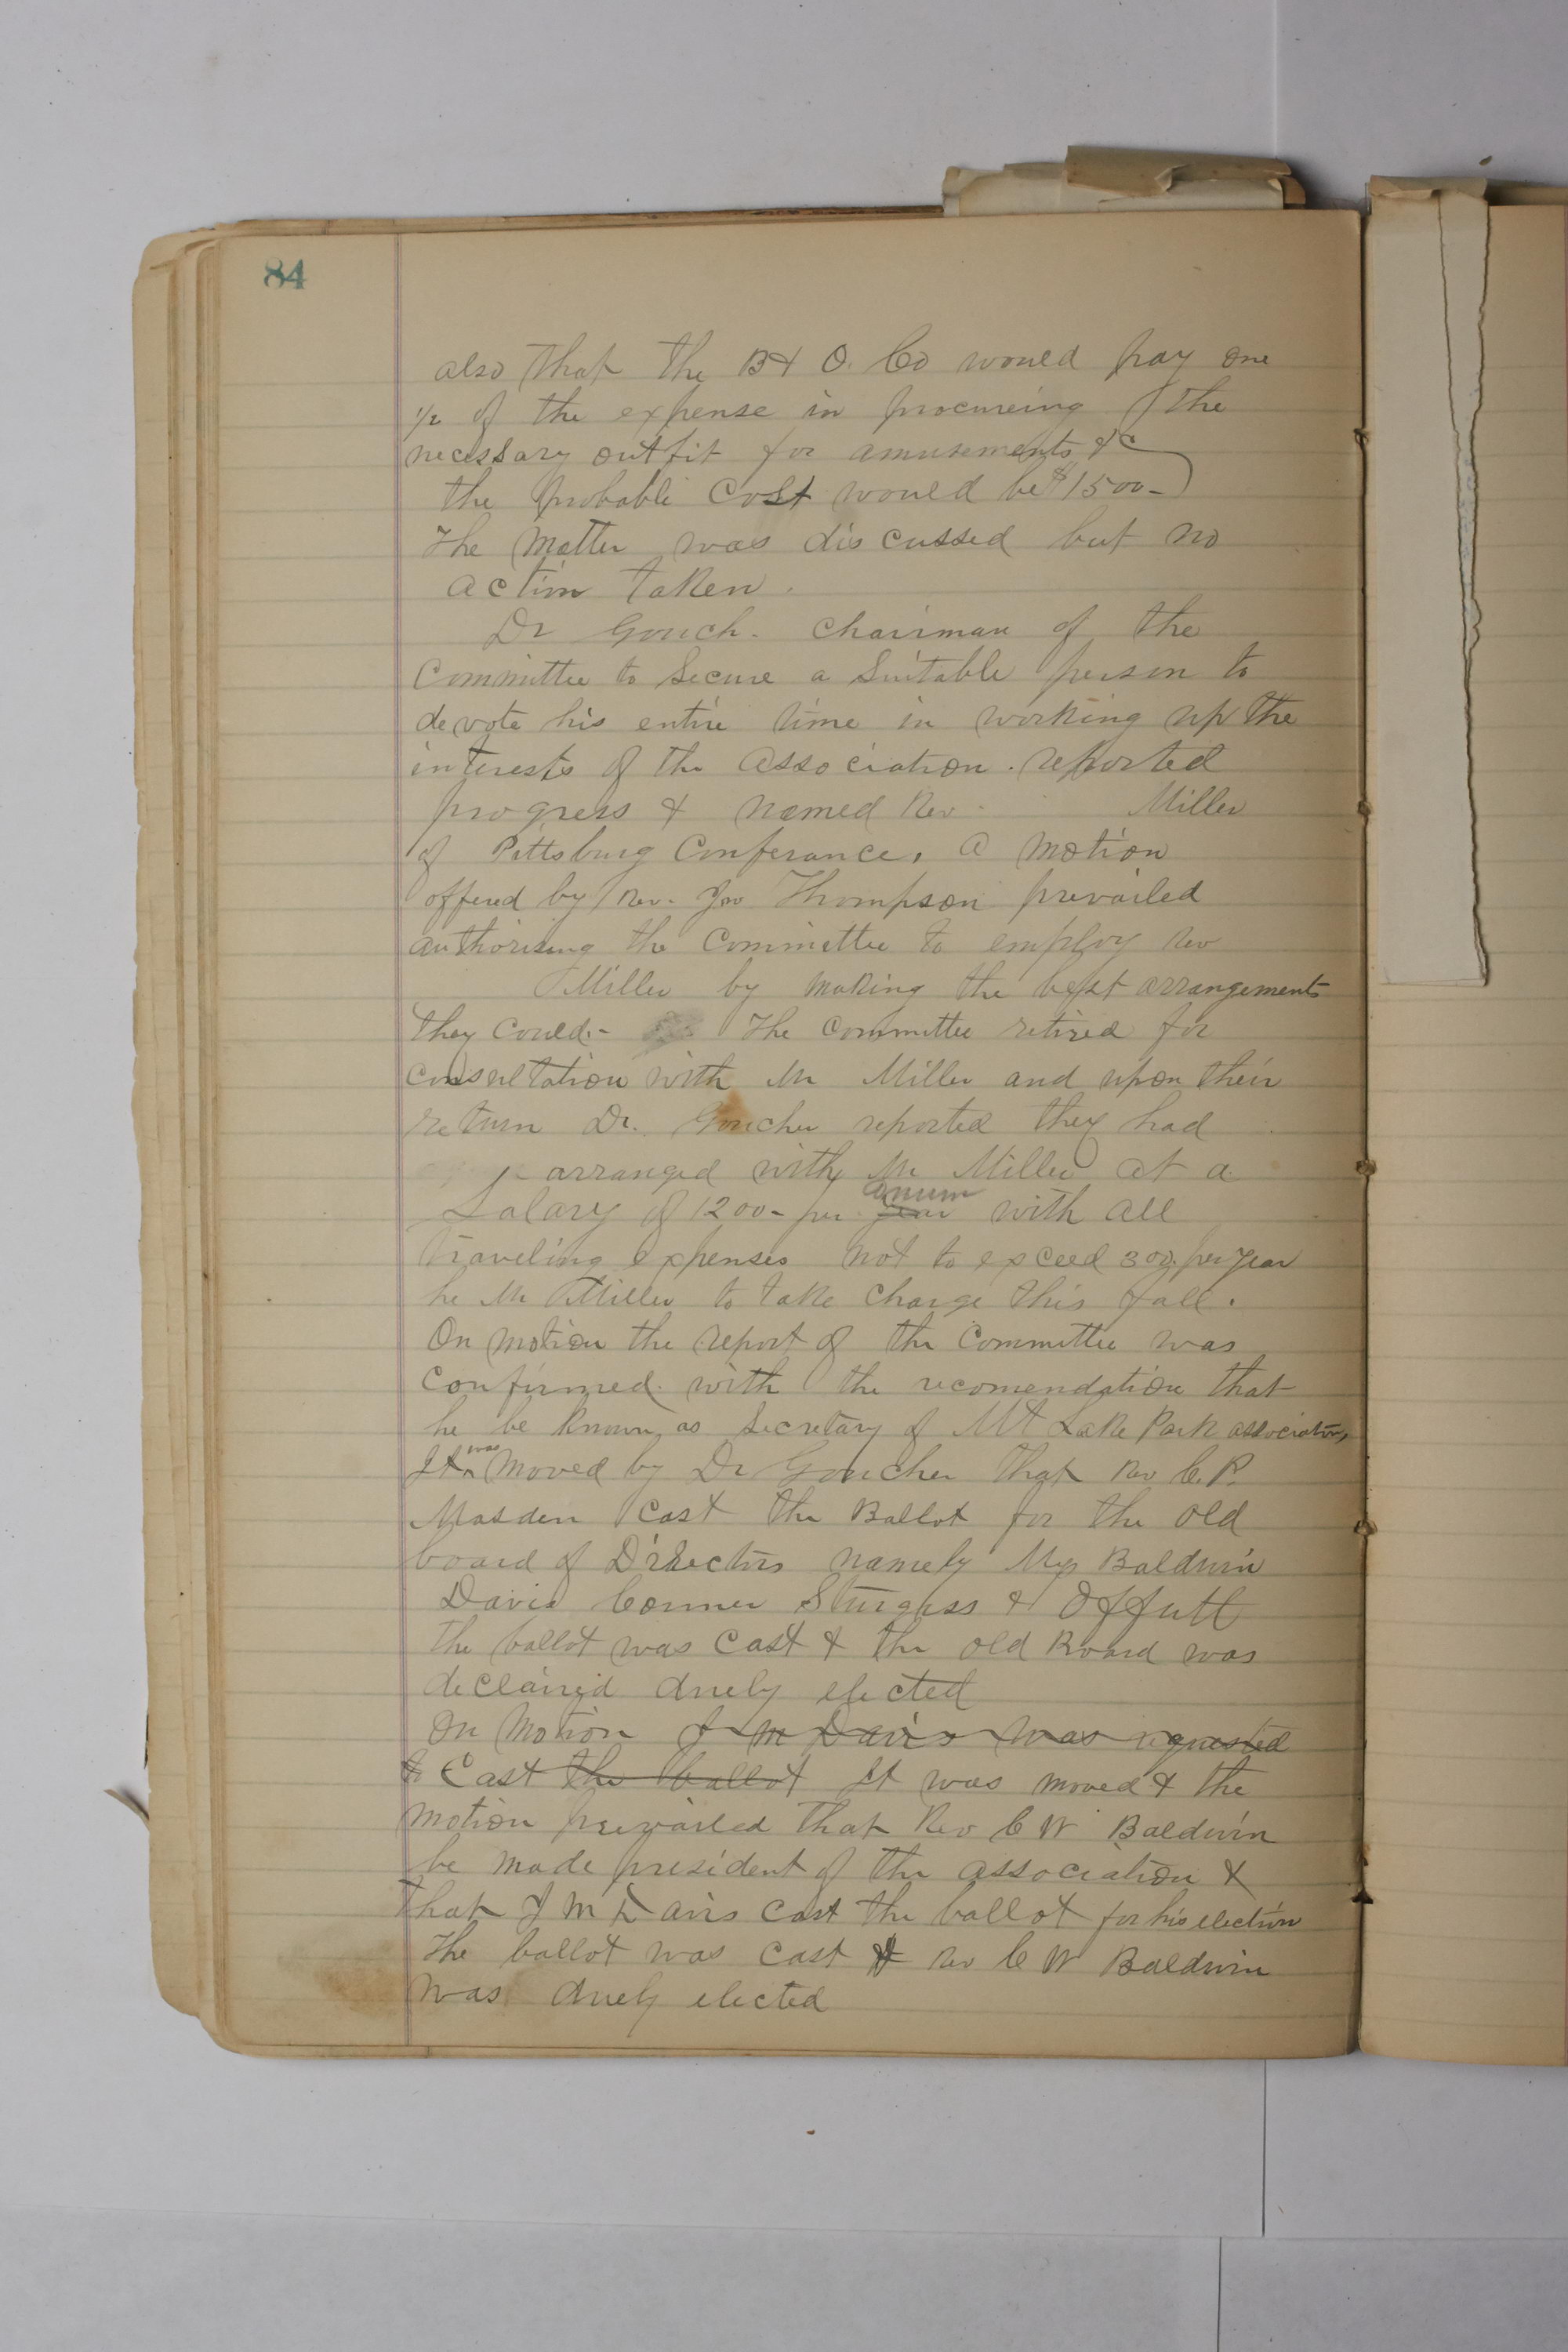 84
also that the B & O. Co would pay one
1/2 of the expense in procureing the
necessary outfit for amusements &c
the probable Cost would be $1500-
The matter was discussed but no
action taken.
Dr Gouch. chairman of the
Committee to secure a suitable person to
devote his entire time in working up the
interests of the association. reported
progress & named Rev. Miller
of Pittsburg Conferance. A motion
offered by Rev. Jno Thompson prevailed
authorising the Committee to employ Rev
Miller by making the best arrangements
they could.- The committee retired for
consultation with Mr Miller and upon their
return Dr. Goucher reported they had
arranged with Mr Miller at a
Salary of 1200- per year anum with all
traveling expenses not to exceed 300. per year
he Mr Miller to take charge this fall.
On motion the report of the Committee was
confirmed. with the recomendation that
he be known as Secretary of Mt Lake Park association,
It was moved by Dr Goucher that Rev C. P.
Masden cast the Ballot for the old
board of Directors namely Mess Baldwin
Davis Conner Sturgiss & Offutt
the ballot was cast & the old Board was
declaired duely elected
On motion J M Davis was requested
to Cast the ballot It was moved & the
motion prevailed that Rev C W Baldwin
be made president of the association &
that J M Davis cast the ballot for his election
The ballot was cast & Rev C W Baldwin
was duely elected